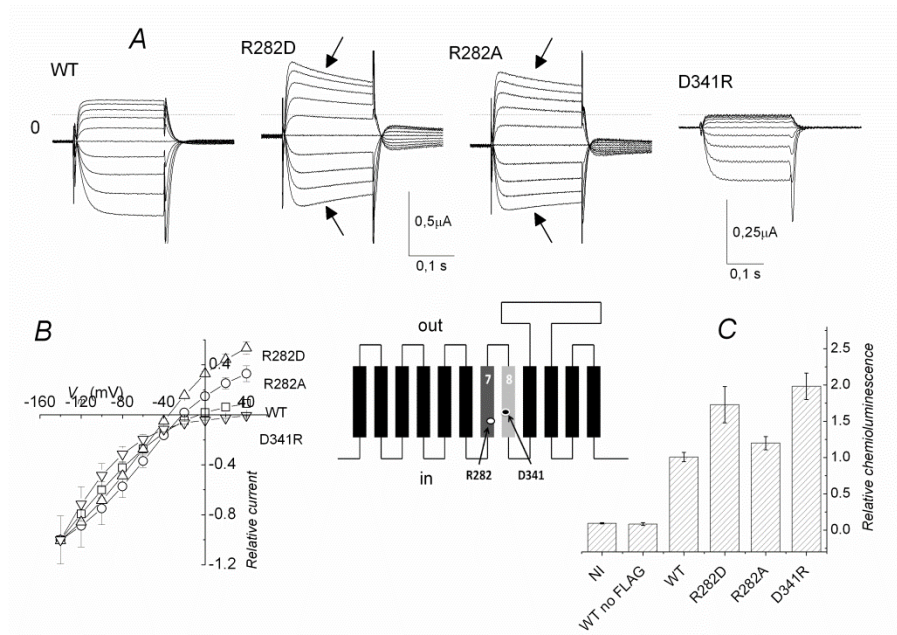 A
WT
R282D
R282A
D341R
0
0,5µA
0,1 s
0,25µA
0,1 s
B
-160 -120 -80 -40 40
V (mV)
0.4
-0.4
-0.8
-1.2
Relative current
R282D
R282A
WT
D341R
out
7 8
in
R282 D341
C
2.5
2.0
1.5
1.0
0.5
0.0
Relative chemioluminescence
NI
WT no FLAG
WT
R282D
R282A
D341R